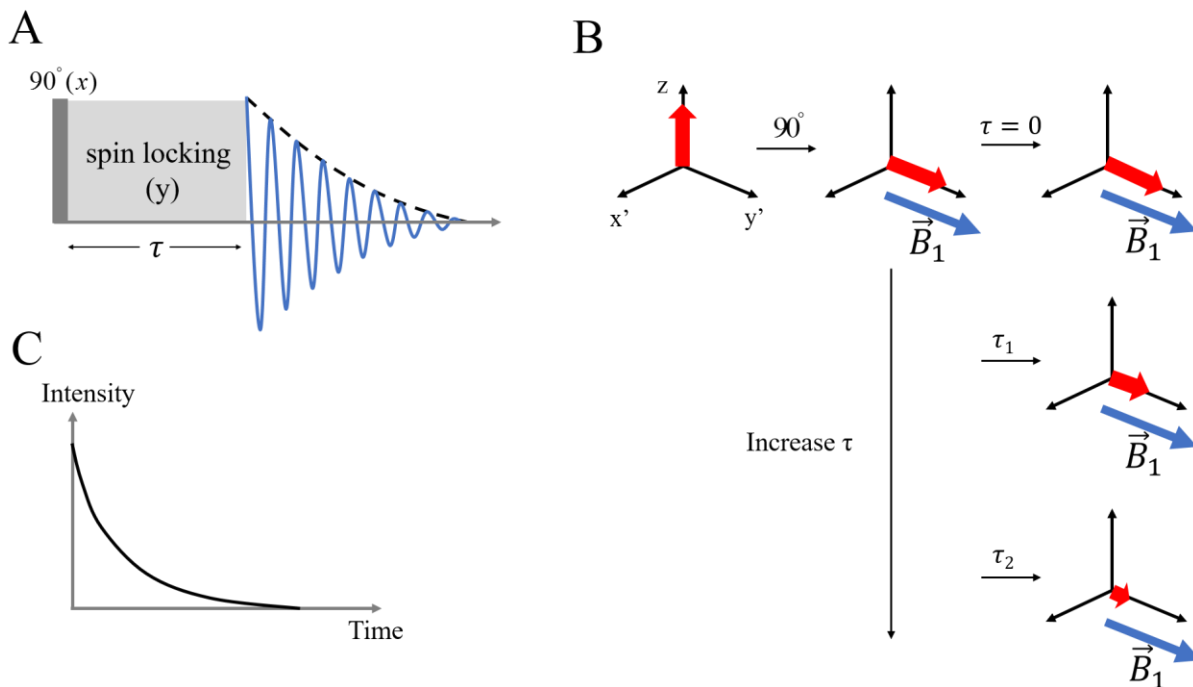 A
90°(x)
spin locking
(y)
τ
C
Intensity
Time
B
z
x'
y'
90°
τ = 0
B⃗₁
B⃗₁
τ₁
B⃗₁
Increase τ
τ₂
B⃗₁